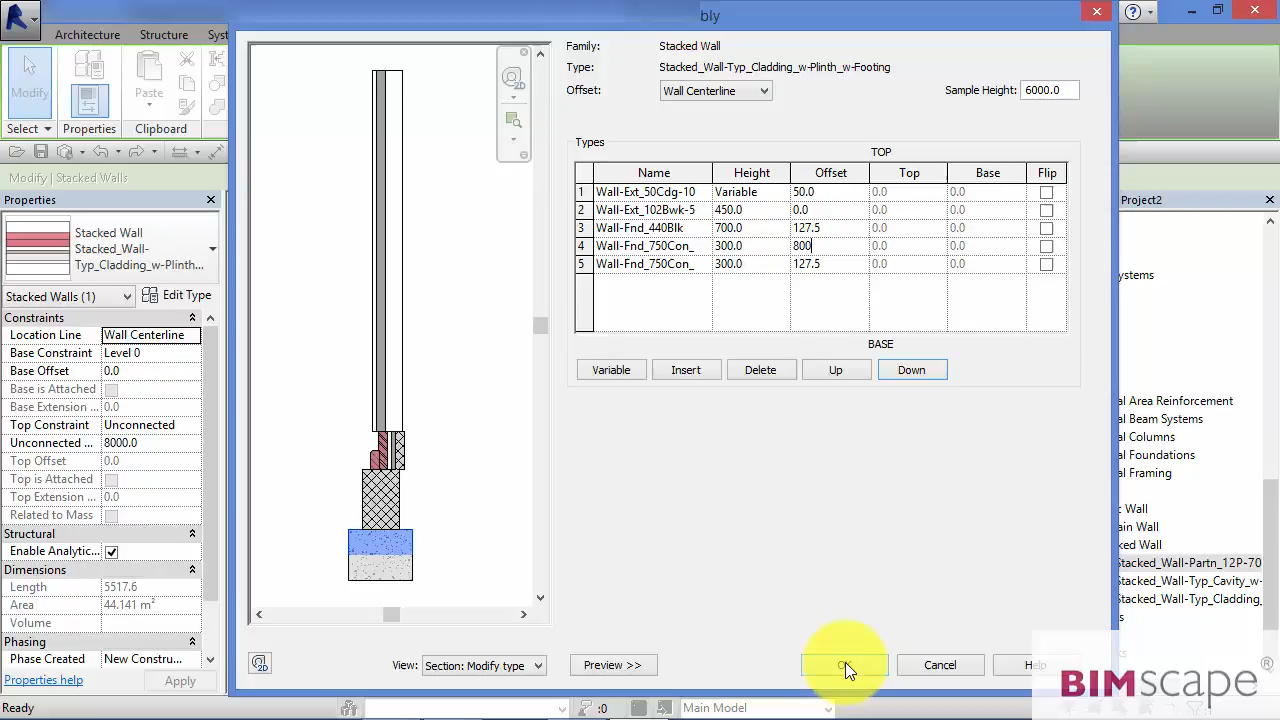 bly
Architecture
Structure
Sys
Modify
Properties
Paste
Select
Properties
Clipboard
Modify | Stacked Walls
Properties
Stacked Wall
Stacked_Wall-
Typ_Cladding_w-Plinth...
Stacked Walls (1)
Edit Type
Constraints
Location Line Wall Centerline
Base Constraint Level 0
Base Offset 0.0
Base is Attached
Base Extension ... 0.0
Top Constraint Unconnected
Unconnected ... 8000.0
Top Offset 0.0
Top is Attached
Top Extension ... 0.0
Related to Mass
Structural
Enable Analytic...
Dimensions
Length 5517.6
Area 44.141 m²
Volume
Phasing
Phase Created New Constru...
Properties help
Apply
Ready
Family: Stacked Wall
Type: Stacked_Wall-Typ_Cladding_w-Plinth_w-Footing
Offset: Wall Centerline
Sample Height: 6000.0
Types
TOP
Name Height Offset Top Base Flip
1 Wall-Ext_50Cdg-10 Variable 50.0 0.0 0.0
2 Wall-Ext_102Bwk-5 450.0 0.0 0.0 0.0
3 Wall-Fnd_440Blk 700.0 127.5 0.0 0.0
4 Wall-Fnd_750Con_ 300.0 800 0.0 0.0
5 Wall-Fnd_750Con_ 300.0 127.5 0.0 0.0
BASE
Variable
Insert
Delete
Up
Down
2D
2D
View: Section: Modify type
Preview >>
Cancel
Help
:0
Main Model
Project2
ystems
al Area Reinforcement
al Beam Systems
al Columns
al Foundations
al Framing
c Wall
ain Wall
tacked Wall
Stacked_Wall-Partn_12P-70
Stacked_Wall-Typ_Cavity_w-
Stacked_Wall-Typ_Cladding_
BIMscape®